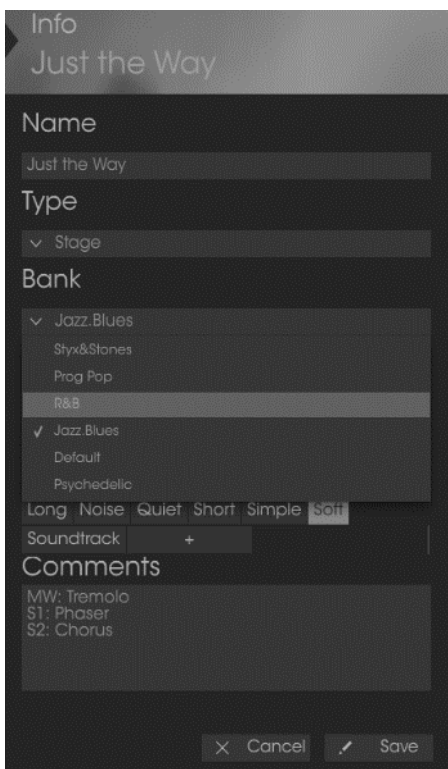 Info
Just the Way
Name
Just the Way
Type
Stage
Bank
Jazz.Blues
Styx&Stones
Prog Pop
R&B
Jazz.Blues
Default
Psychedelic
Long Noise Quiet Short Simple Soft
Soundtrack +
Comments
MW: Tremolo
S1: Phaser
S2: Chorus
Cancel Save